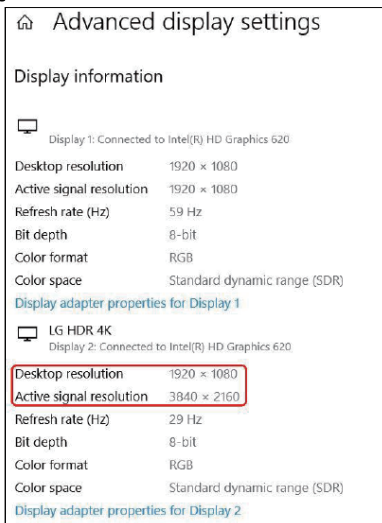 Advanced display settings
Display information
Display 1: Connected to Intel(R) HD Graphics 620
Desktop resolution 1920 × 1080
Active signal resolution 1920 × 1080
Refresh rate (Hz) 59 Hz
Bit depth 8-bit
Color format RGB
Color space Standard dynamic range (SDR)
Display adapter properties for Display 1
LG HDR 4K
Display 2: Connected to Intel(R) HD Graphics 620
Desktop resolution 1920 × 1080
Active signal resolution 3840 × 2160
Refresh rate (Hz) 29 Hz
Bit depth 8-bit
Color format RGB
Color space Standard dynamic range (SDR)
Display adapter properties for Display 2